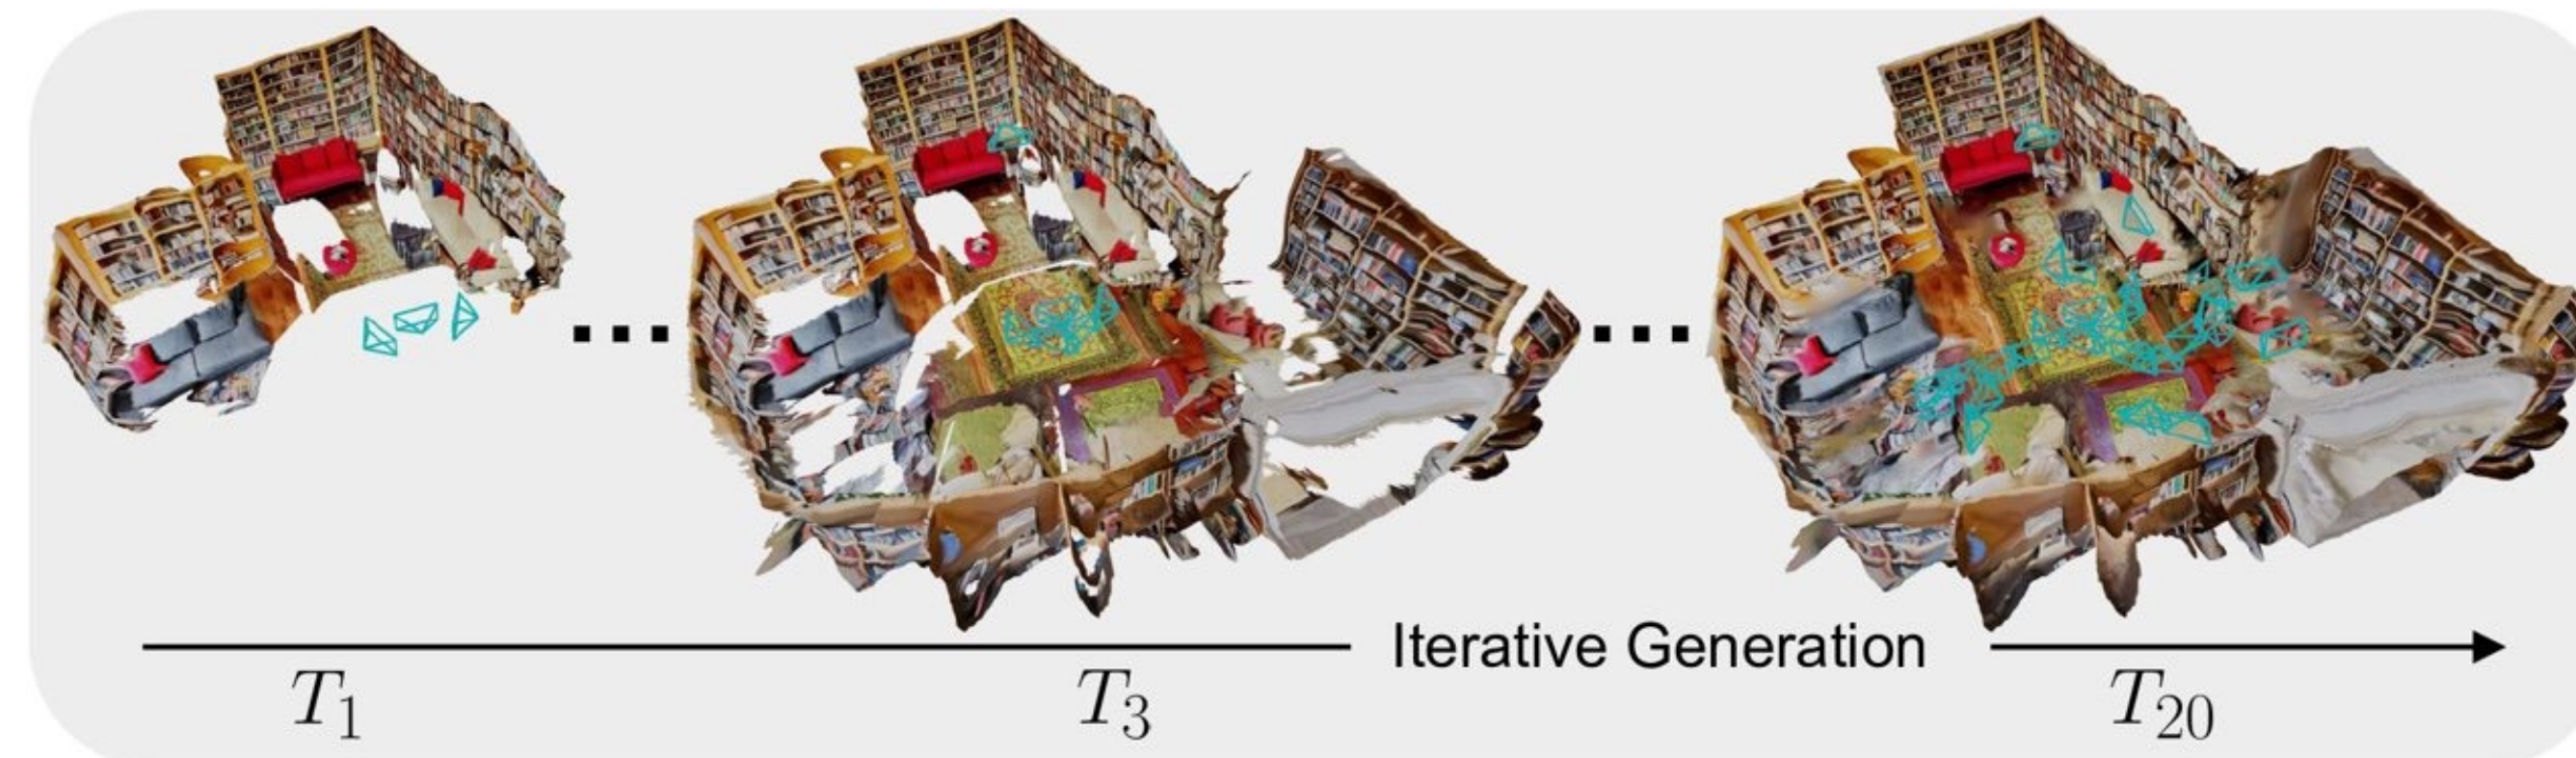 ... ...
Iterative Generation
T₁ T₃ T₂₀